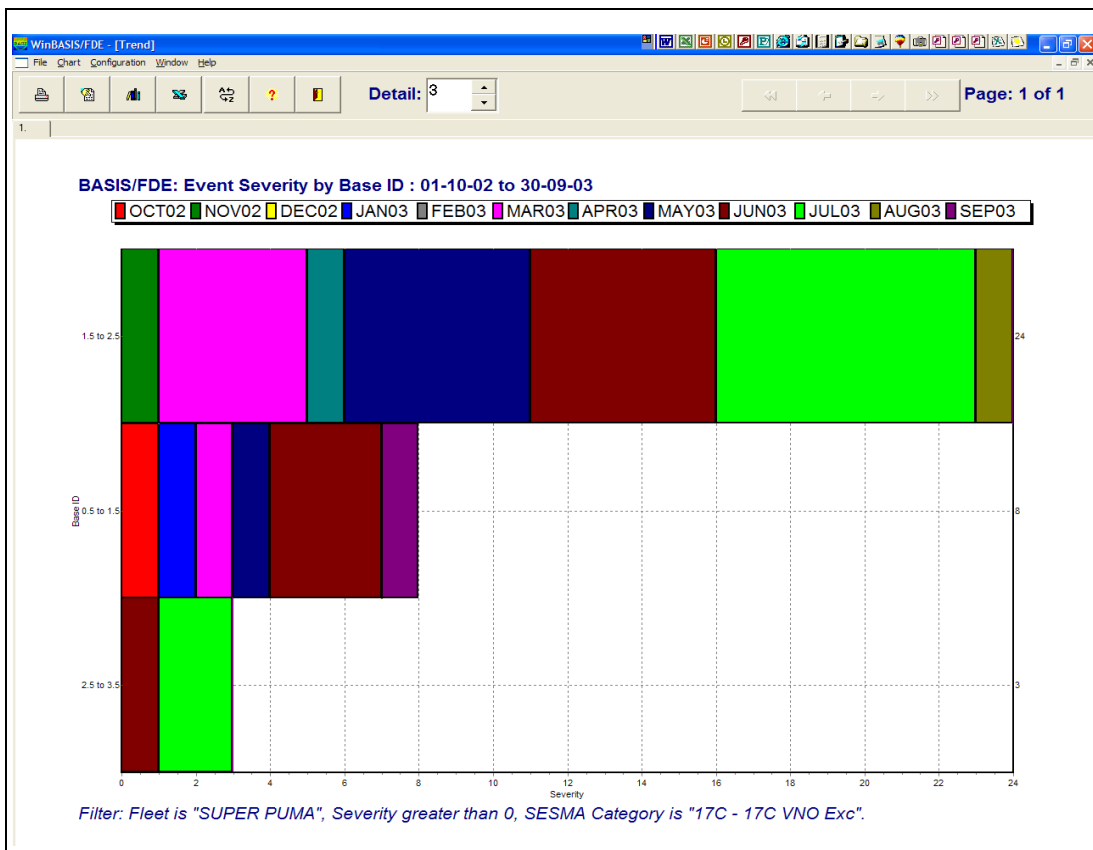 WinBASIS/FDE - [Trend]
File Chart Configuration Window Help
Detail: 3 Page: 1 of 1
1.
BASIS/FDE: Event Severity by Base ID : 01-10-02 to 30-09-03
OCT02 NOV02 DEC02 JAN03 FEB03 MAR03 APR03 MAY03 JUN03 JUL03 AUG03 SEP03
1.5 to 2.5 24
Base ID
0.5 to 1.5 8
2.5 to 3.5 3
0 2 4 6 8 10 12 14 16 18 20 22 24
Severity
Filter: Fleet is "SUPER PUMA", Severity greater than 0, SESMA Category is "17C - 17C VNO Exc".